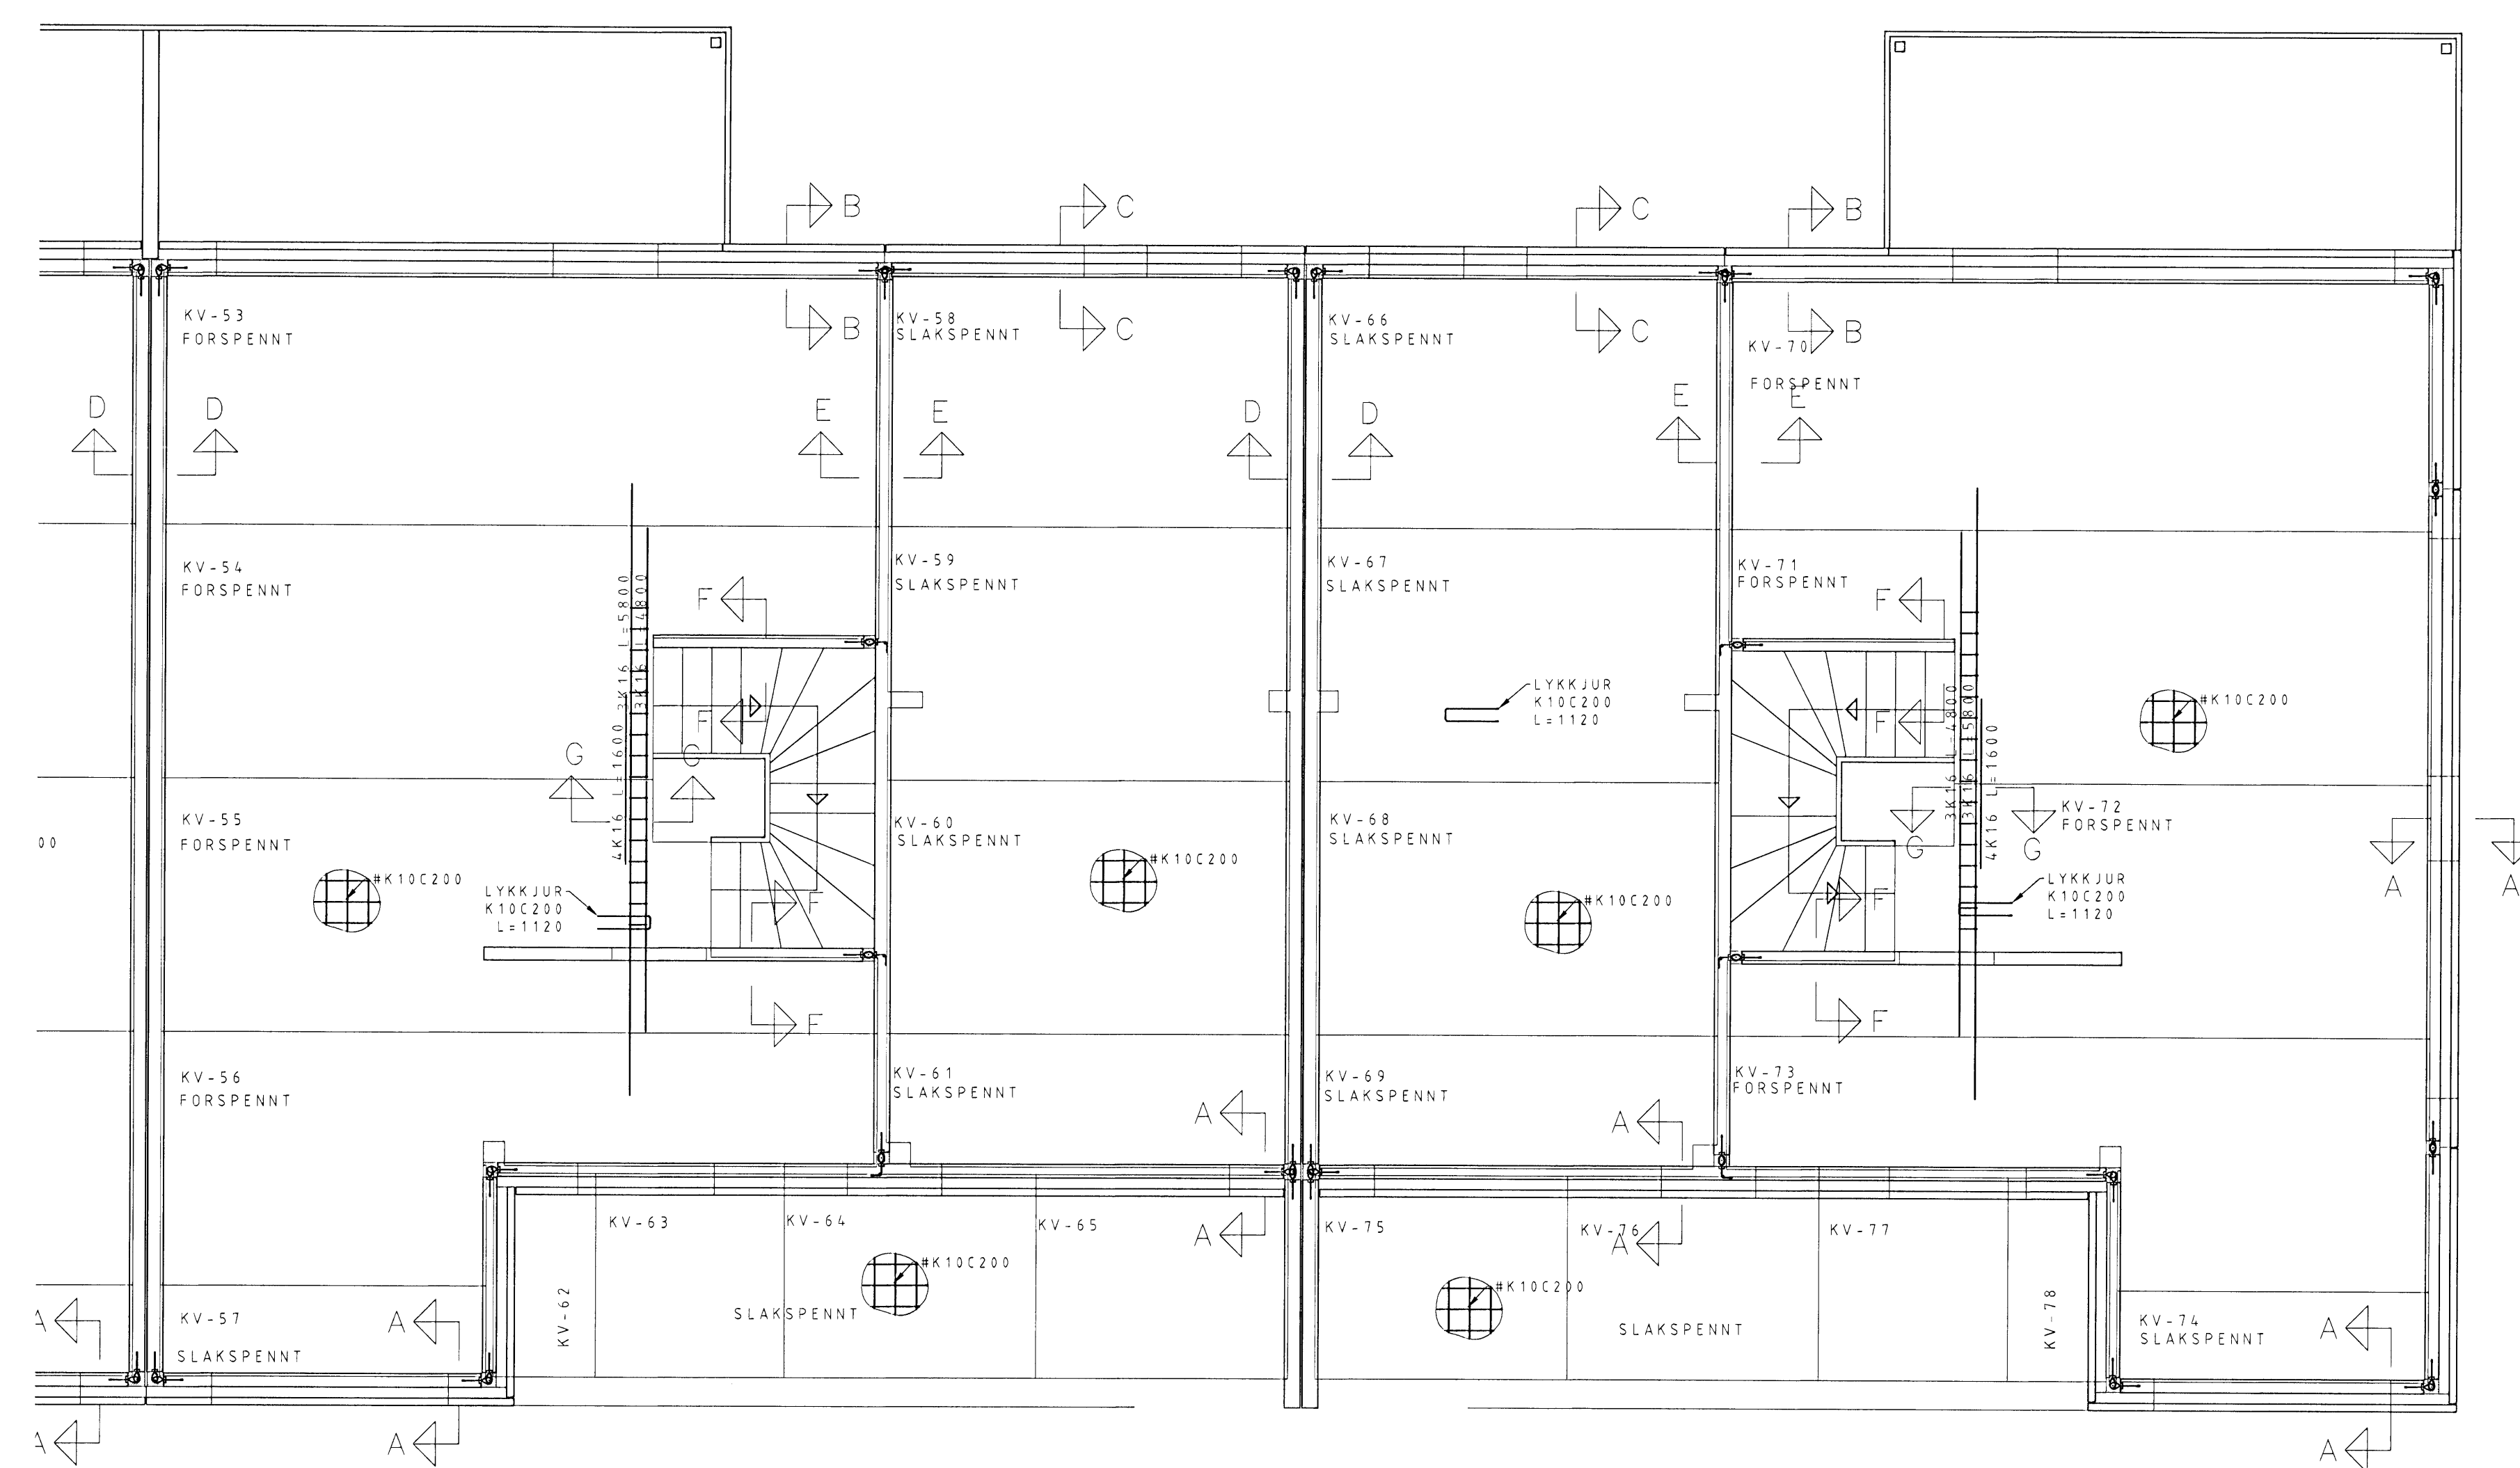 B
C
C
B
KV-53
FORSPENNT
B
KV-58
SLAKSPENNT
C
KV-66
SLAKSPENNT
C
B
KV-70
FORSPENNT
D
D
E
E
D
D
E
E
KV-54
FORSPENNT
3K16 L=5800
3K16 L=4800
F
KV-59
SLAKSPENNT
KV-67
SLAKSPENNT
KV-71
FORSPENNT
F
F
LYKKJUR
K10C200
L=1120
F
3K16 L=4800
3K16 L=5800
#K10C200
4K16 L=1600
G
G
4K16 L=1600
KV-55
FORSPENNT
00
KV-60
SLAKSPENNT
KV-68
SLAKSPENNT
KV-72
FORSPENNT
G
G
A
A
#K10C200
LYKKJUR
K10C200
L=1120
F
#K10C200
#K10C200
F
LYKKJUR
K10C200
L=1120
F
F
KV-56
FORSPENNT
KV-61
SLAKSPENNT
A
KV-69
SLAKSPENNT
A
KV-73
FORSPENNT
KV-63
KV-64
KV-65
A
KV-75
KV-76
A
KV-77
#K10C200
#K10C200
A
KV-57
SLAKSPENNT
A
KV-62
SLAKSPENNT
SLAKSPENNT
KV-78
KV-74
SLAKSPENNT
A
A
A
A